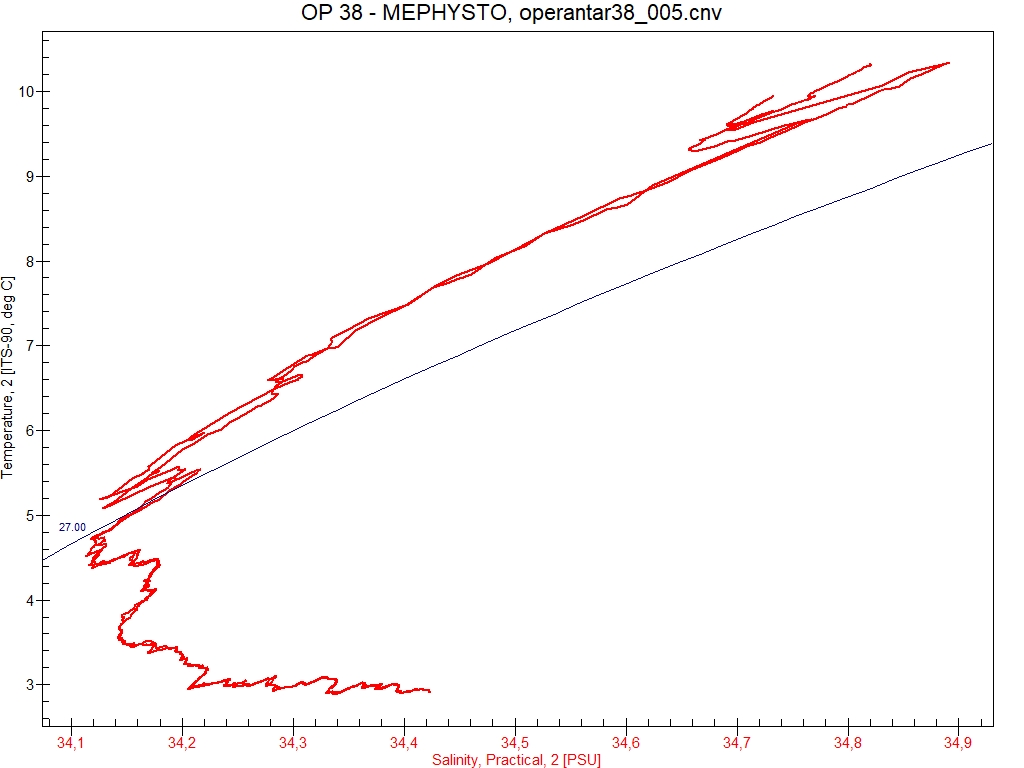 OP 38 - MEPHYSTO, operantar38_005.cnv
10
9
8
7
6
5
4
3
Temperature, 2 [ITS-90, deg C]
27.00
34,1 34,2 34,3 34,4 34,5 34,6 34,7 34,8 34,9
Salinity, Practical, 2 [PSU]